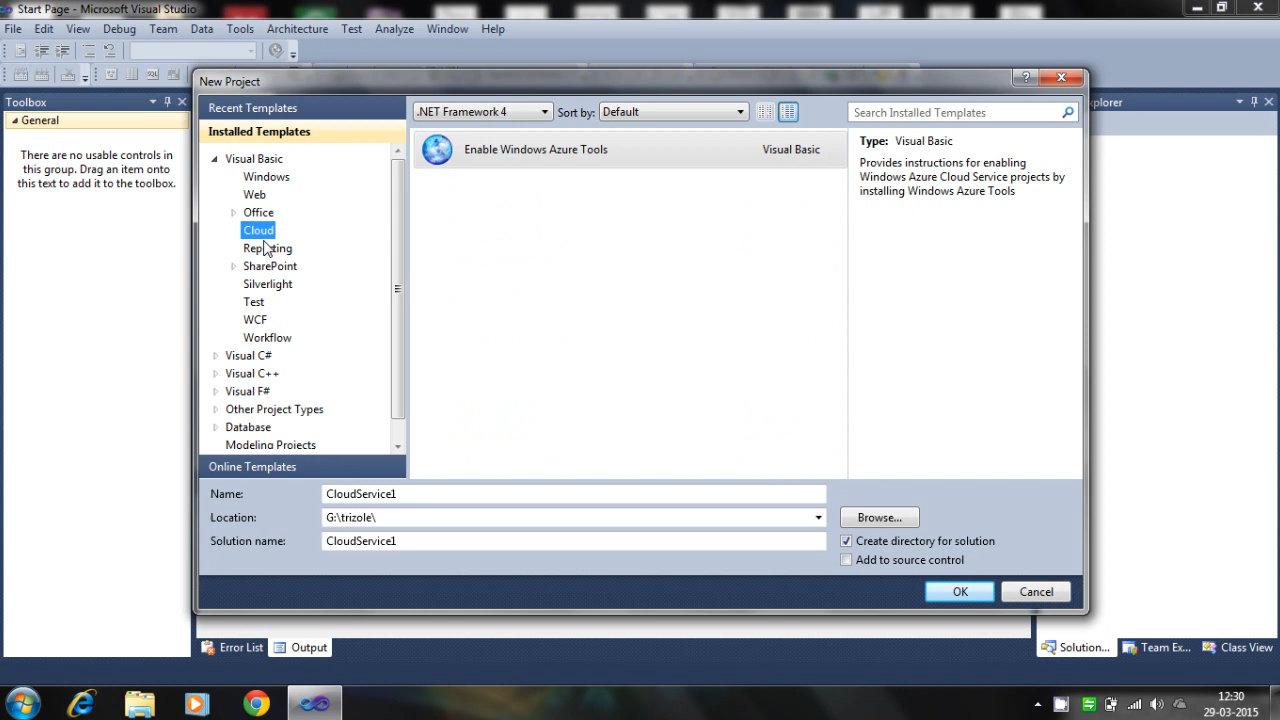 Start Page - Microsoft Visual Studio
File Edit View Debug Team Data Tools Architecture Test Analyze Window Help
New Project
Toolbox
General
There are no usable controls in
this group. Drag an item onto
this text to add it to the toolbox.
Recent Templates
Installed Templates
Visual Basic
Windows
Web
Office
Cloud
Reporting
SharePoint
Silverlight
Test
WCF
Workflow
Visual C#
Visual C++
Visual F#
Other Project Types
Database
Modeling Projects
Online Templates
.NET Framework 4 Sort by: Default
Enable Windows Azure Tools Visual Basic
Search Installed Templates
Type: Visual Basic
Provides instructions for enabling
Windows Azure Cloud Service projects by
installing Windows Azure Tools
xplorer
Name: CloudService1
Location: G:\trizole\ Browse...
Solution name: CloudService1
Create directory for solution
Add to source control
OK Cancel
Error List Output
Solution... Team Ex... Class View
12:30
29-03-2015